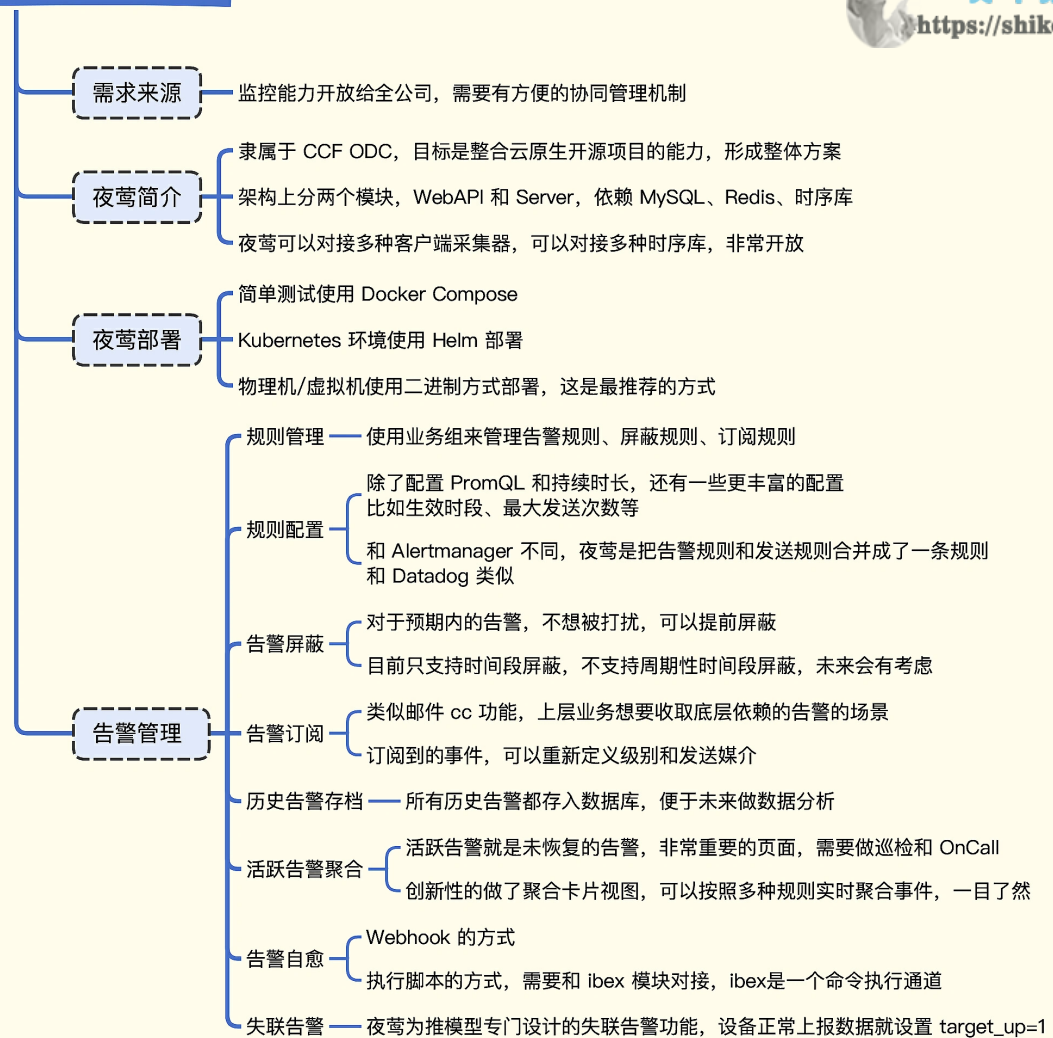 https://shik
需求来源
监控能力开放给全公司，需要有方便的协同管理机制
夜莺简介
隶属于 CCF ODC，目标是整合云原生开源项目的能力，形成整体方案
架构上分两个模块，WebAPI 和 Server，依赖 MySQL、Redis、时序库
夜莺可以对接多种客户端采集器，可以对接多种时序库，非常开放
夜莺部署
简单测试使用 Docker Compose
Kubernetes 环境使用 Helm 部署
物理机/虚拟机使用二进制方式部署，这是最推荐的方式
告警管理
规则管理
使用业务组来管理告警规则、屏蔽规则、订阅规则
规则配置
除了配置 PromQL 和持续时长，还有一些更丰富的配置
比如生效时段、最大发送次数等
和 Alertmanager 不同，夜莺是把告警规则和发送规则合并成了一条规则
和 Datadog 类似
告警屏蔽
对于预期内的告警，不想被打扰，可以提前屏蔽
目前只支持时间段屏蔽，不支持周期性时间段屏蔽，未来会有考虑
告警订阅
类似邮件 cc 功能，上层业务想要收取底层依赖的告警的场景
订阅到的事件，可以重新定义级别和发送媒介
历史告警存档
所有历史告警都存入数据库，便于未来做数据分析
活跃告警聚合
活跃告警就是未恢复的告警，非常重要的页面，需要做巡检和 OnCall
创新性的做了聚合卡片视图，可以按照多种规则实时聚合事件，一目了然
告警自愈
Webhook 的方式
执行脚本的方式，需要和 ibex 模块对接，ibex是一个命令执行通道
失联告警
夜莺为推模型专门设计的失联告警功能，设备正常上报数据就设置 target_up=1